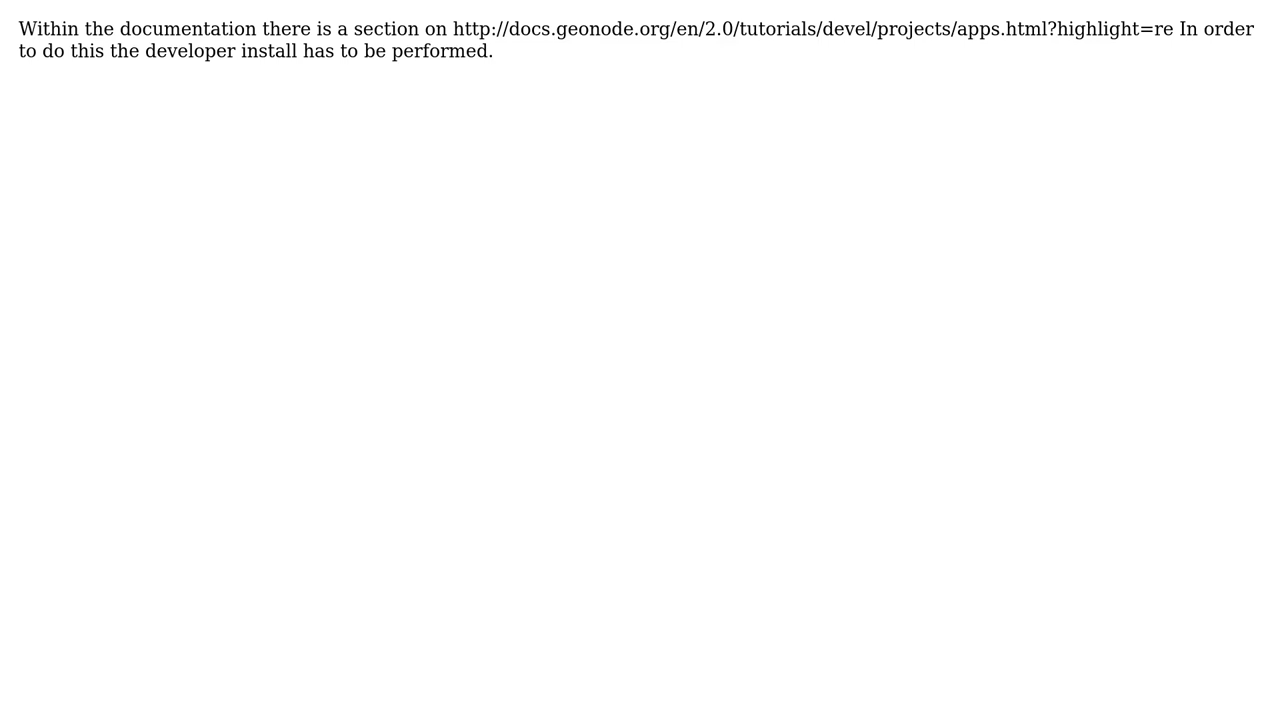 Within the documentation there is a section on http://docs.geonode.org/en/2.0/tutorials/devel/projects/apps.html?highlight=re In order
to do this the developer install has to be performed.